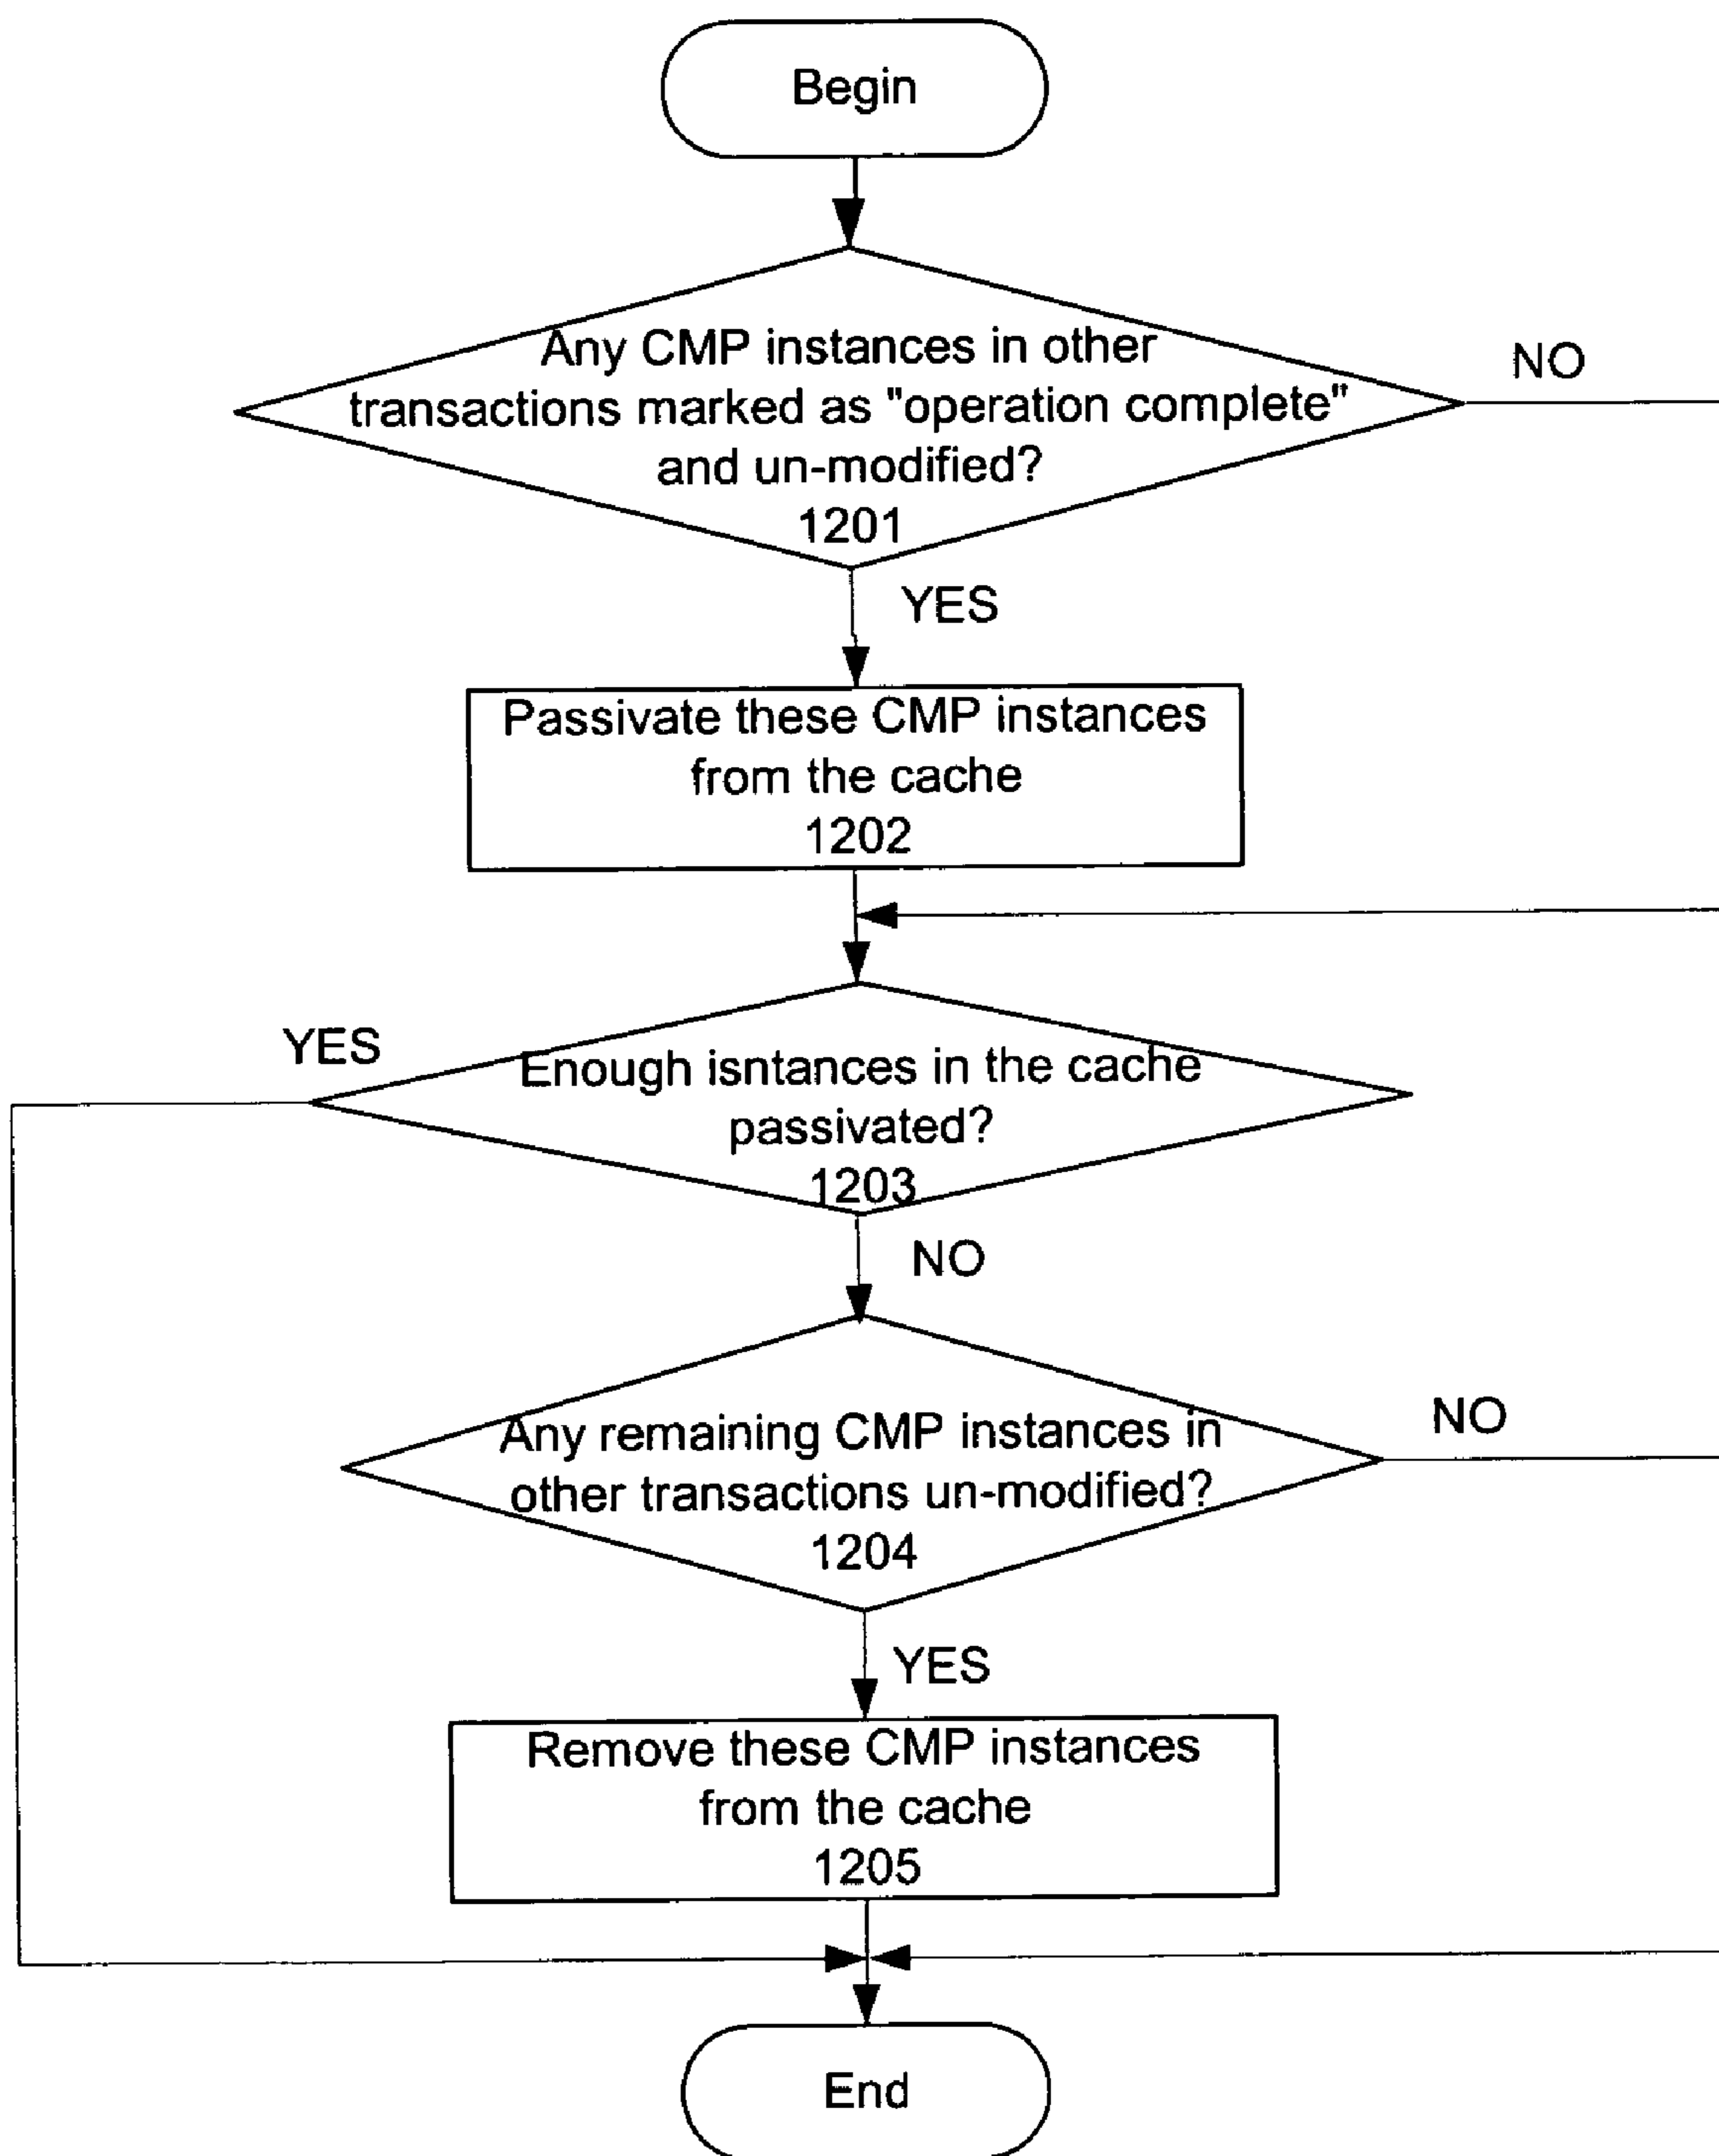 Begin
Any CMP instances in other
transactions marked as "operation complete"
and un-modified?
1201
NO
YES
Passivate these CMP instances
from the cache
1202
YES
Enough isntances in the cache
passivated?
1203
NO
Any remaining CMP instances in
other transactions un-modified?
1204
NO
YES
Remove these CMP instances
from the cache
1205
End